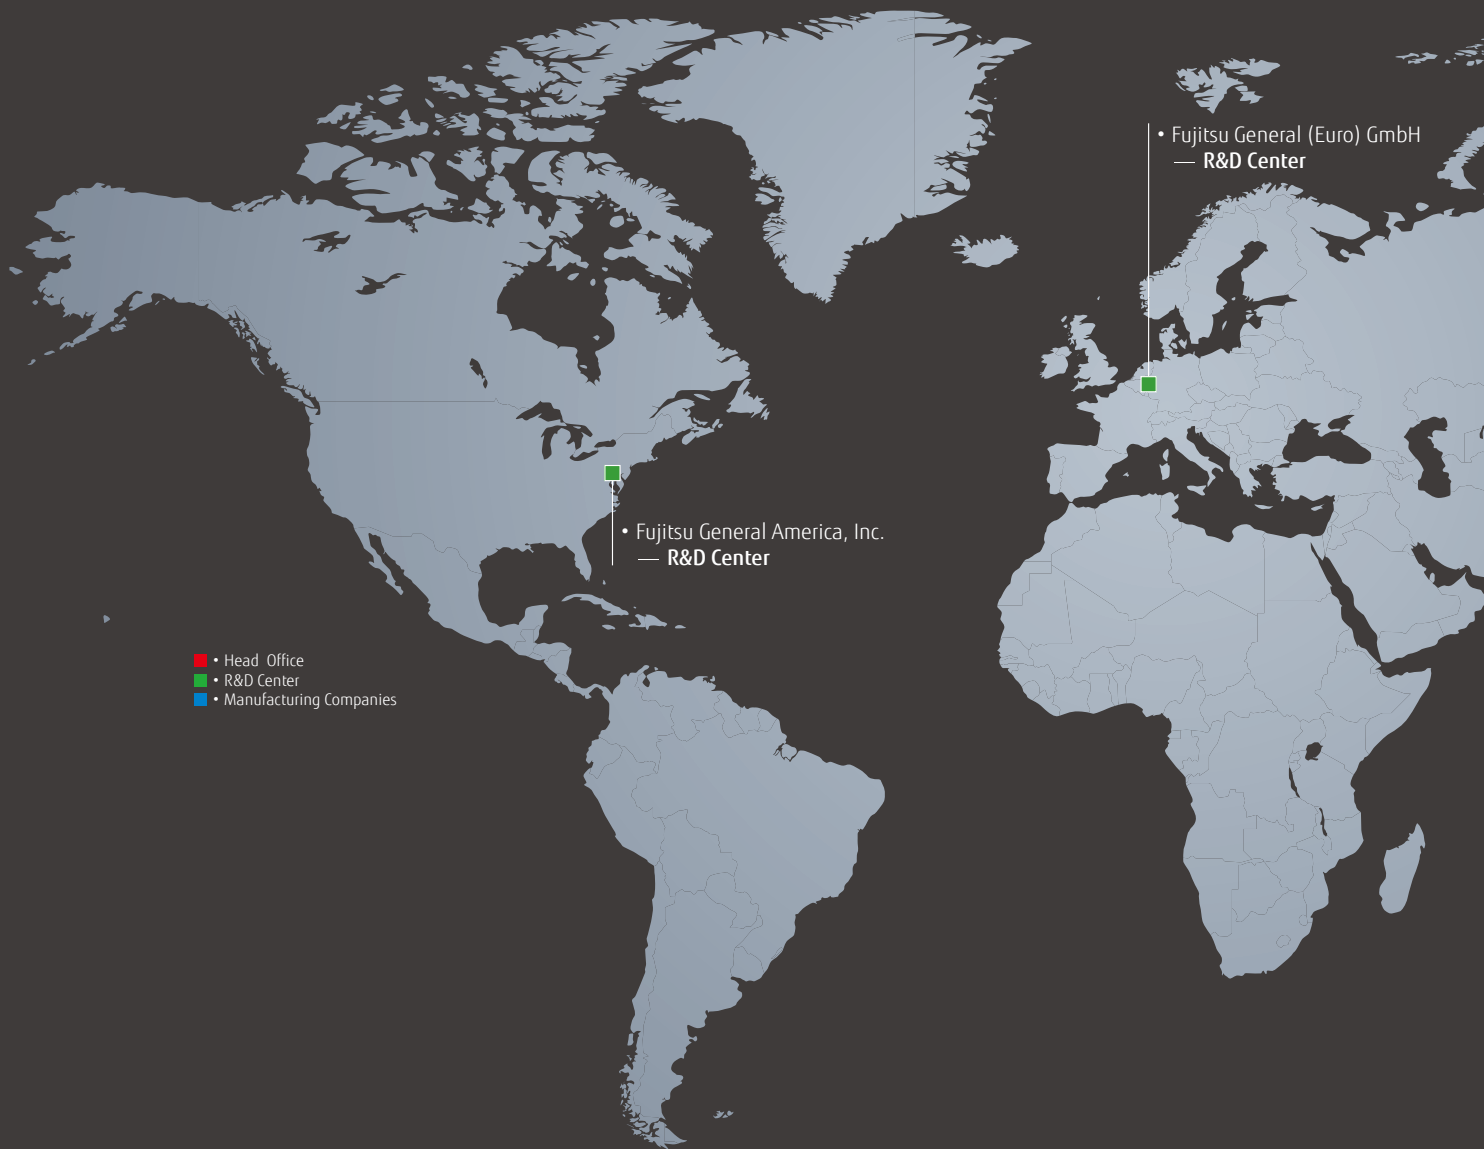 • Fujitsu General (Euro) GmbH
— R&D Center
• Fujitsu General America, Inc.
— R&D Center
• Head Office
• R&D Center
• Manufacturing Companies